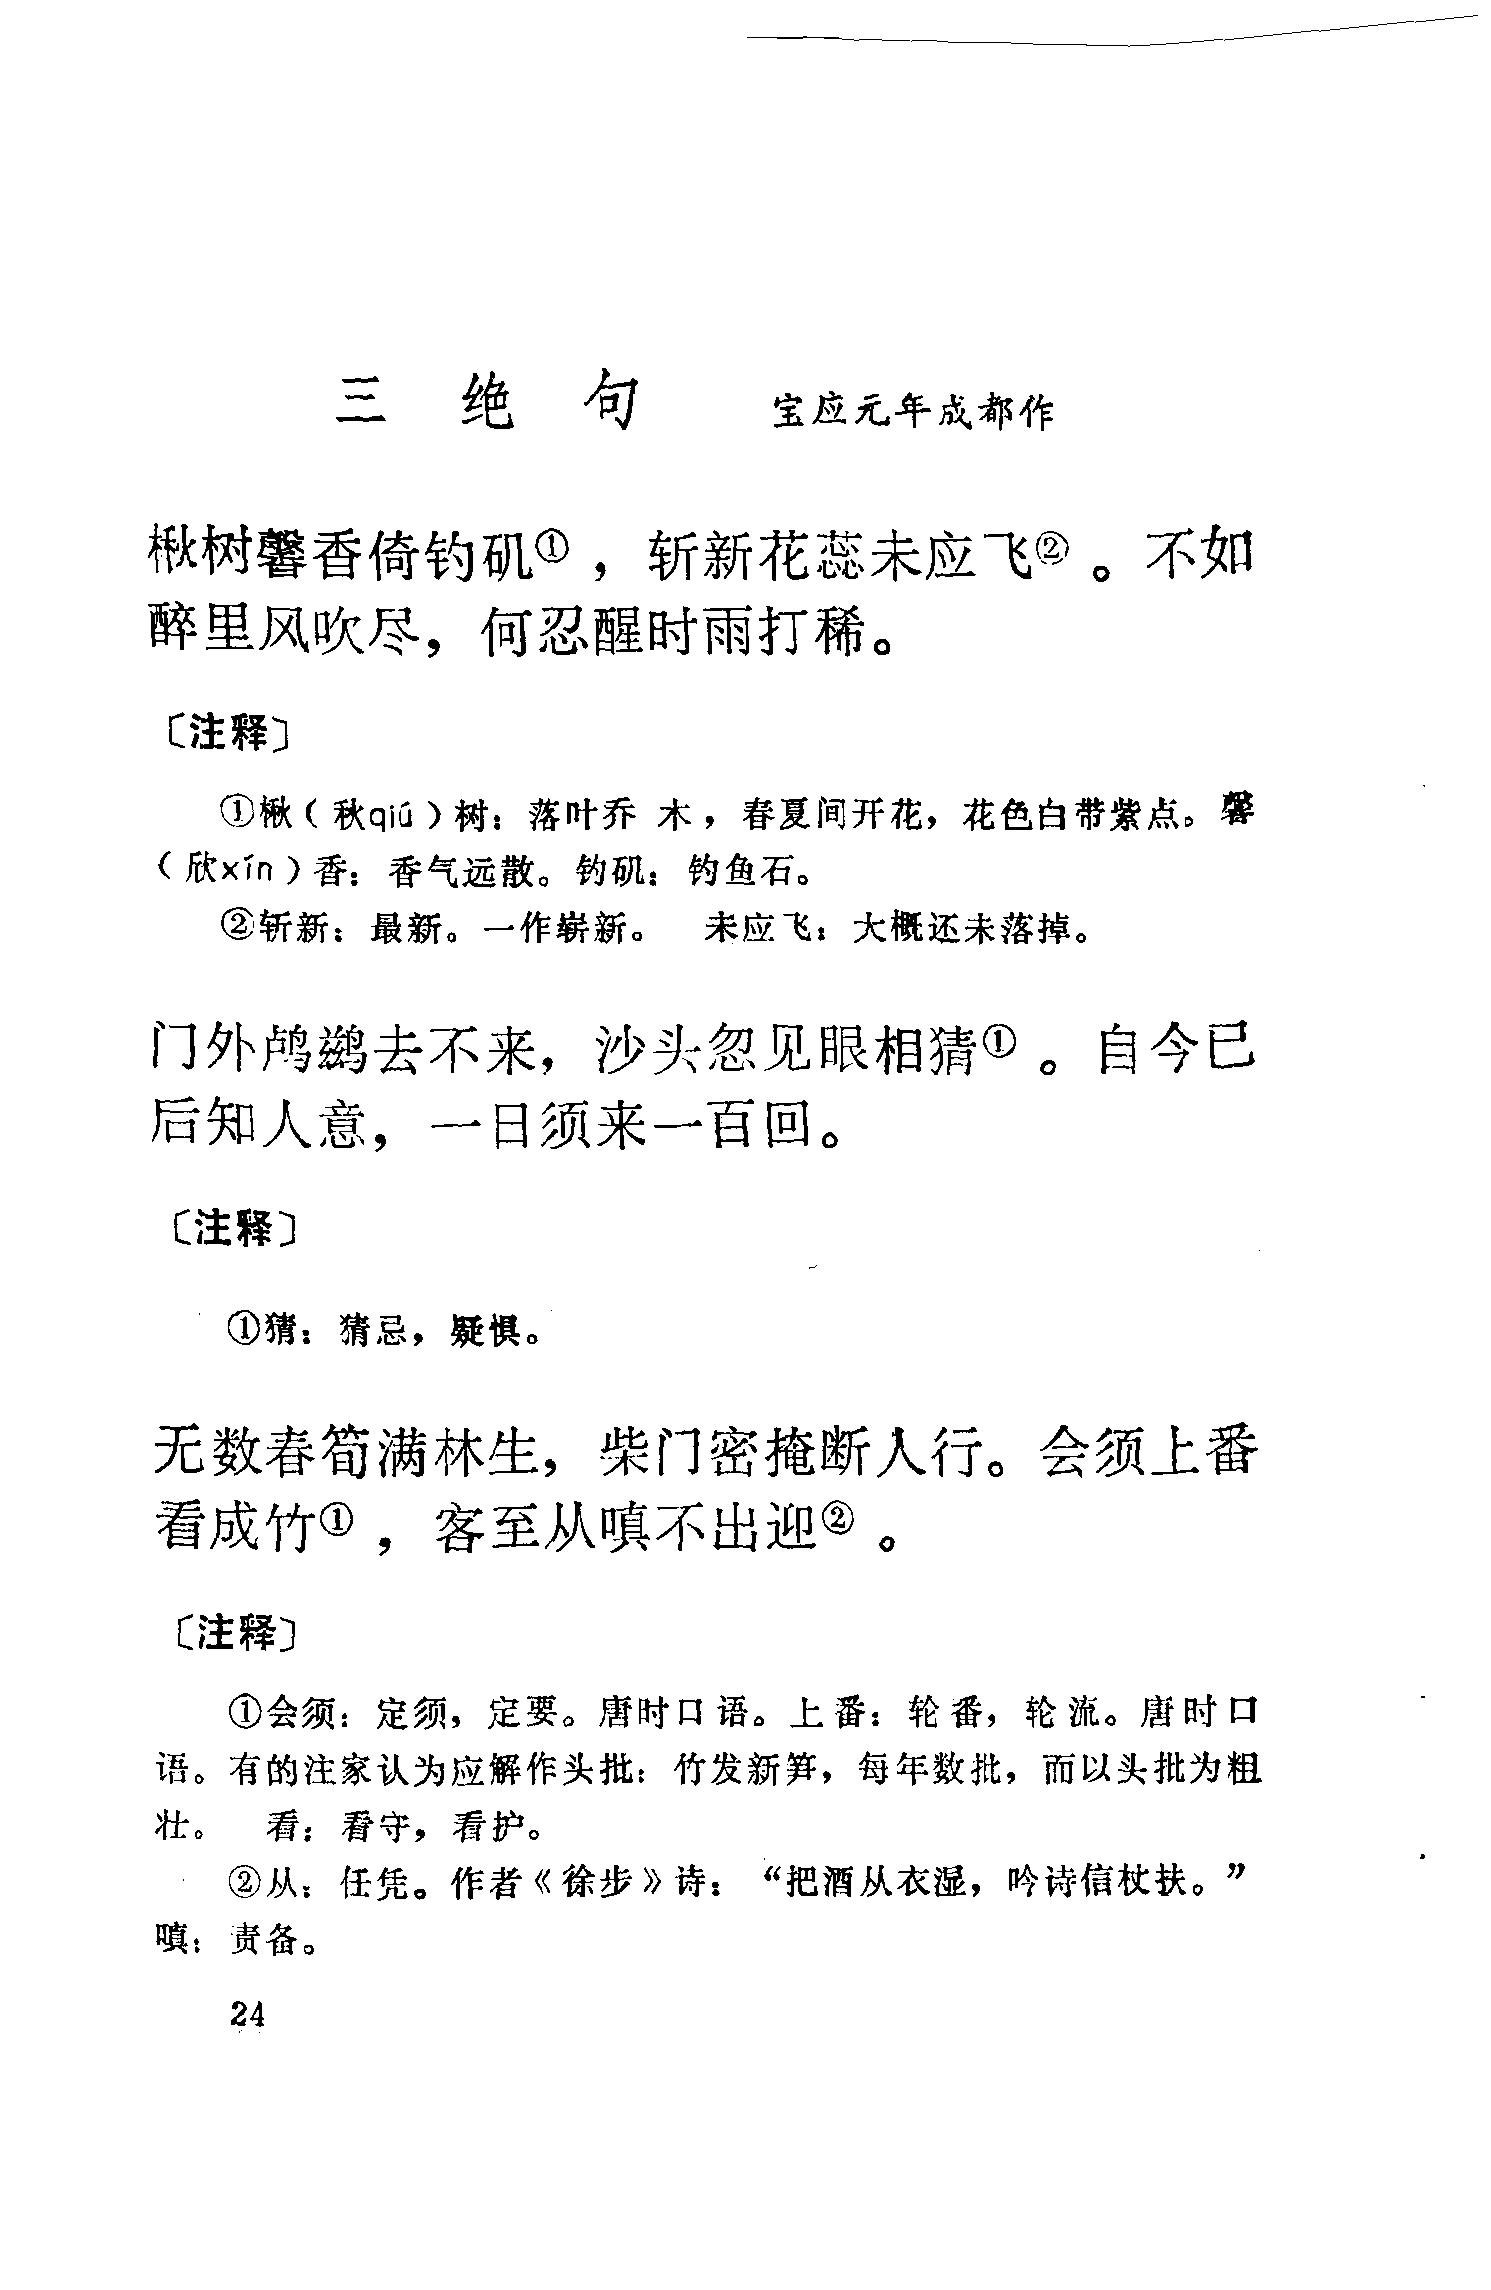 三绝句 宝应元年成都作
楸树馨香倚钓矶①，斩新花蕊未应飞②。不如
醉里风吹尽，何忍醒时雨打稀。
〔注释〕
①楸（秋qiū）树：落叶乔木，春夏间开花，花色白带紫点。馨
（欣xīn）香：香气远散。钓矶：钓鱼石。
②斩新：最新。一作崭新。 未应飞：大概还未落掉。
门外鸬鹚去不来，沙头忽见眼相猜①。自今已
后知人意，一日须来一百回。
〔注释〕
①猜：猜忌，疑惧。
无数春筍满林生，柴门密掩断人行。会须上番
看成竹①，客至从嗔不出迎②。
〔注释〕
①会须：定须，定要。唐时口语。上番：轮番，轮流。唐时口
语。有的注家认为应解作头批：竹发新笋，每年数批，而以头批为粗
壮。 看：看守，看护。
②从：任凭。作者《徐步》诗：“把酒从衣湿，吟诗信杖扶。”
嗔：责备。
24